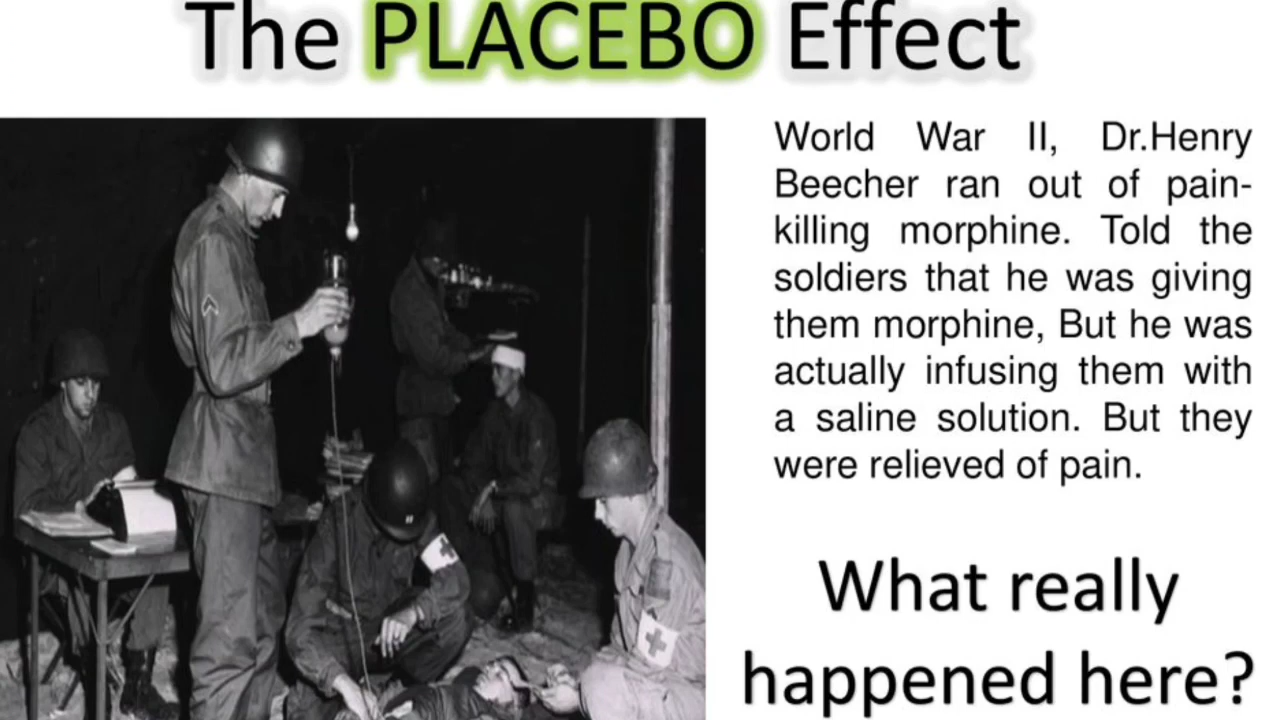 The PLACEBO Effect
World War II, Dr.Henry
Beecher ran out of pain-
killing morphine. Told the
soldiers that he was giving
them morphine, But he was
actually infusing them with
a saline solution. But they
were relieved of pain.
What really
happened here?